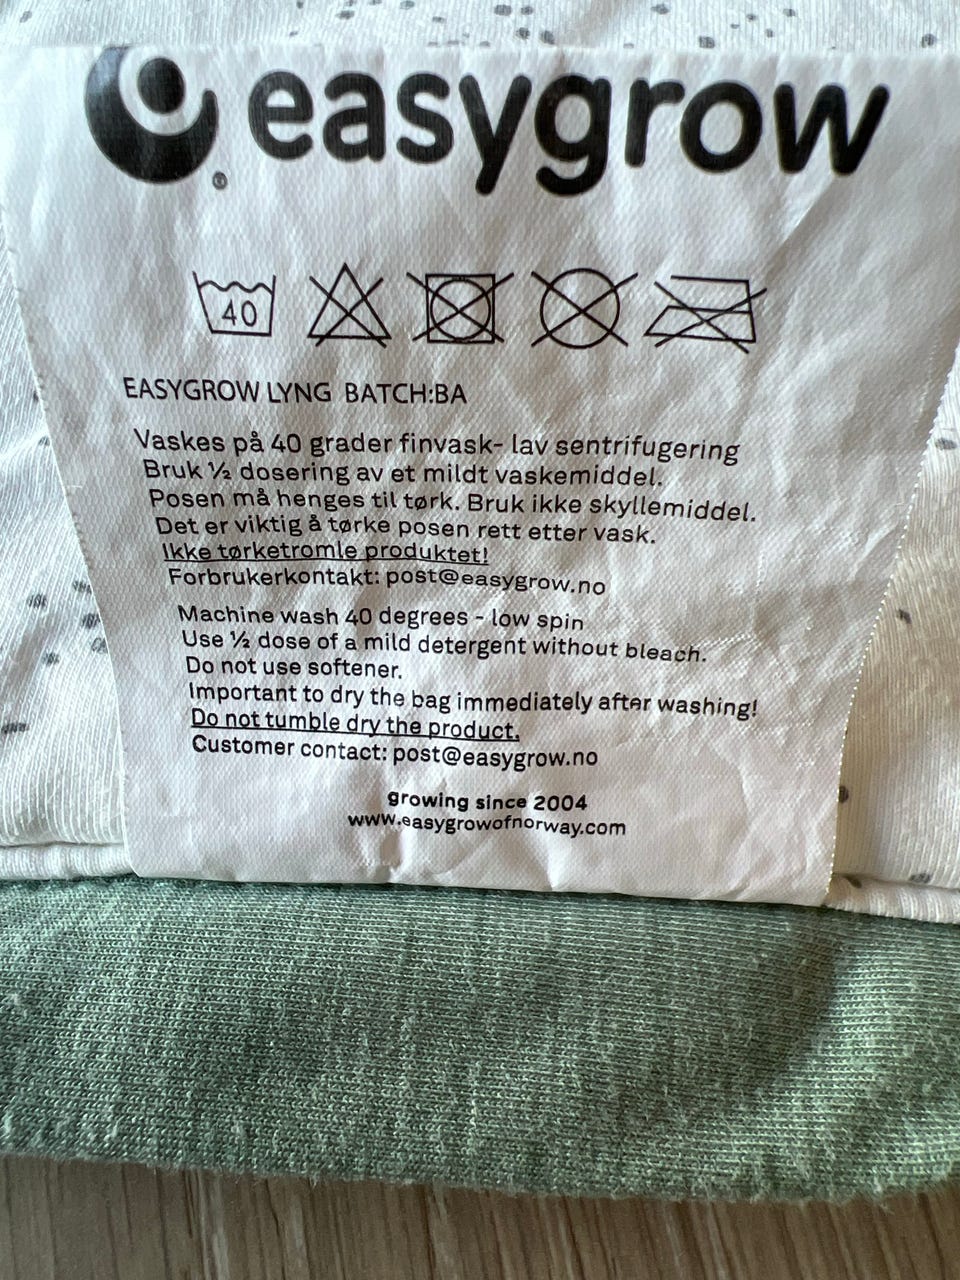 easygrow
®
40
EASYGROW LYNG BATCH:BA
Vaskes på 40 grader finvask- lav sentrifugering
Bruk ½ dosering av et mildt vaskemiddel.
Posen må henges til tørk. Bruk ikke skyllemiddel.
Det er viktig å tørke posen rett etter vask.
Ikke tørketromle produktet!
Forbrukerkontakt: post@easygrow.no
Machine wash 40 degrees - low spin
Use ½ dose of a mild detergent without bleach.
Do not use softener.
Important to dry the bag immediately after washing!
Do not tumble dry the product.
Customer contact: post@easygrow.no
growing since 2004
www.easygrowofnorway.com